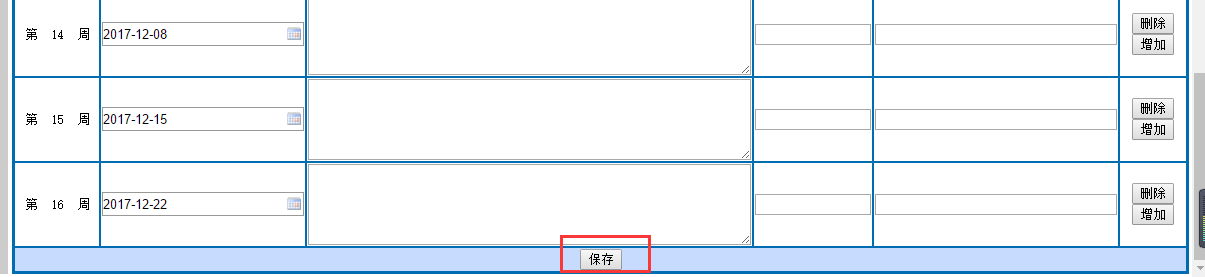 第 14 周 2017-12-08 删除
增加
第 15 周 2017-12-15 删除
增加
第 16 周 2017-12-22 删除
增加
保存